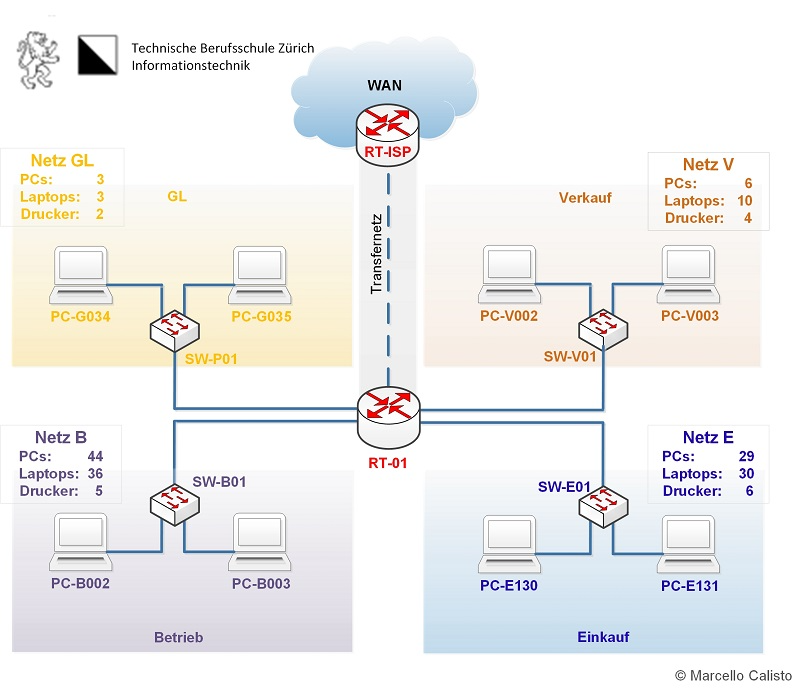 Technische Berufsschule Zürich
Informationstechnik
WAN
RT-ISP
Transfernetz
Netz GL
PCs: 3
Laptops: 3
Drucker: 2
GL
PC-G034
PC-G035
SW-P01
Netz V
PCs: 6
Laptops: 10
Drucker: 4
Verkauf
PC-V002
PC-V003
SW-V01
RT-01
Netz B
PCs: 44
Laptops: 36
Drucker: 5
SW-B01
PC-B002
PC-B003
Betrieb
Netz E
PCs: 29
Laptops: 30
Drucker: 6
SW-E01
PC-E130
PC-E131
Einkauf
© Marcello Calisto